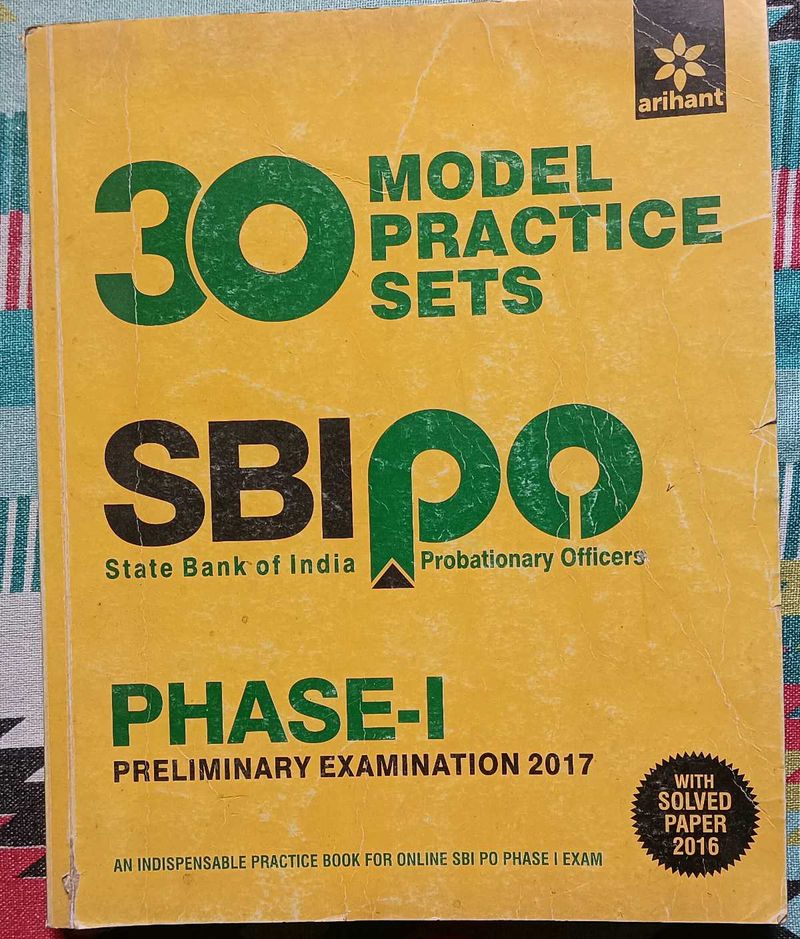 arihant
30 MODEL
PRACTICE
SETS
SBI PO
State Bank of India Probationary Officers
PHASE-I
PRELIMINARY EXAMINATION 2017
WITH
SOLVED
PAPER
2016
AN INDISPENSABLE PRACTICE BOOK FOR ONLINE SBI PO PHASE I EXAM